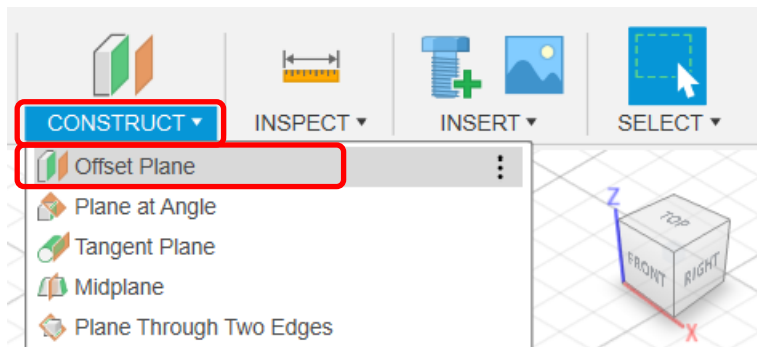 CONSTRUCT ▾ INSPECT ▾ INSERT ▾ SELECT ▾
Offset Plane
Plane at Angle
Tangent Plane
Midplane
Plane Through Two Edges
Z
TOP
FRONT RIGHT
X